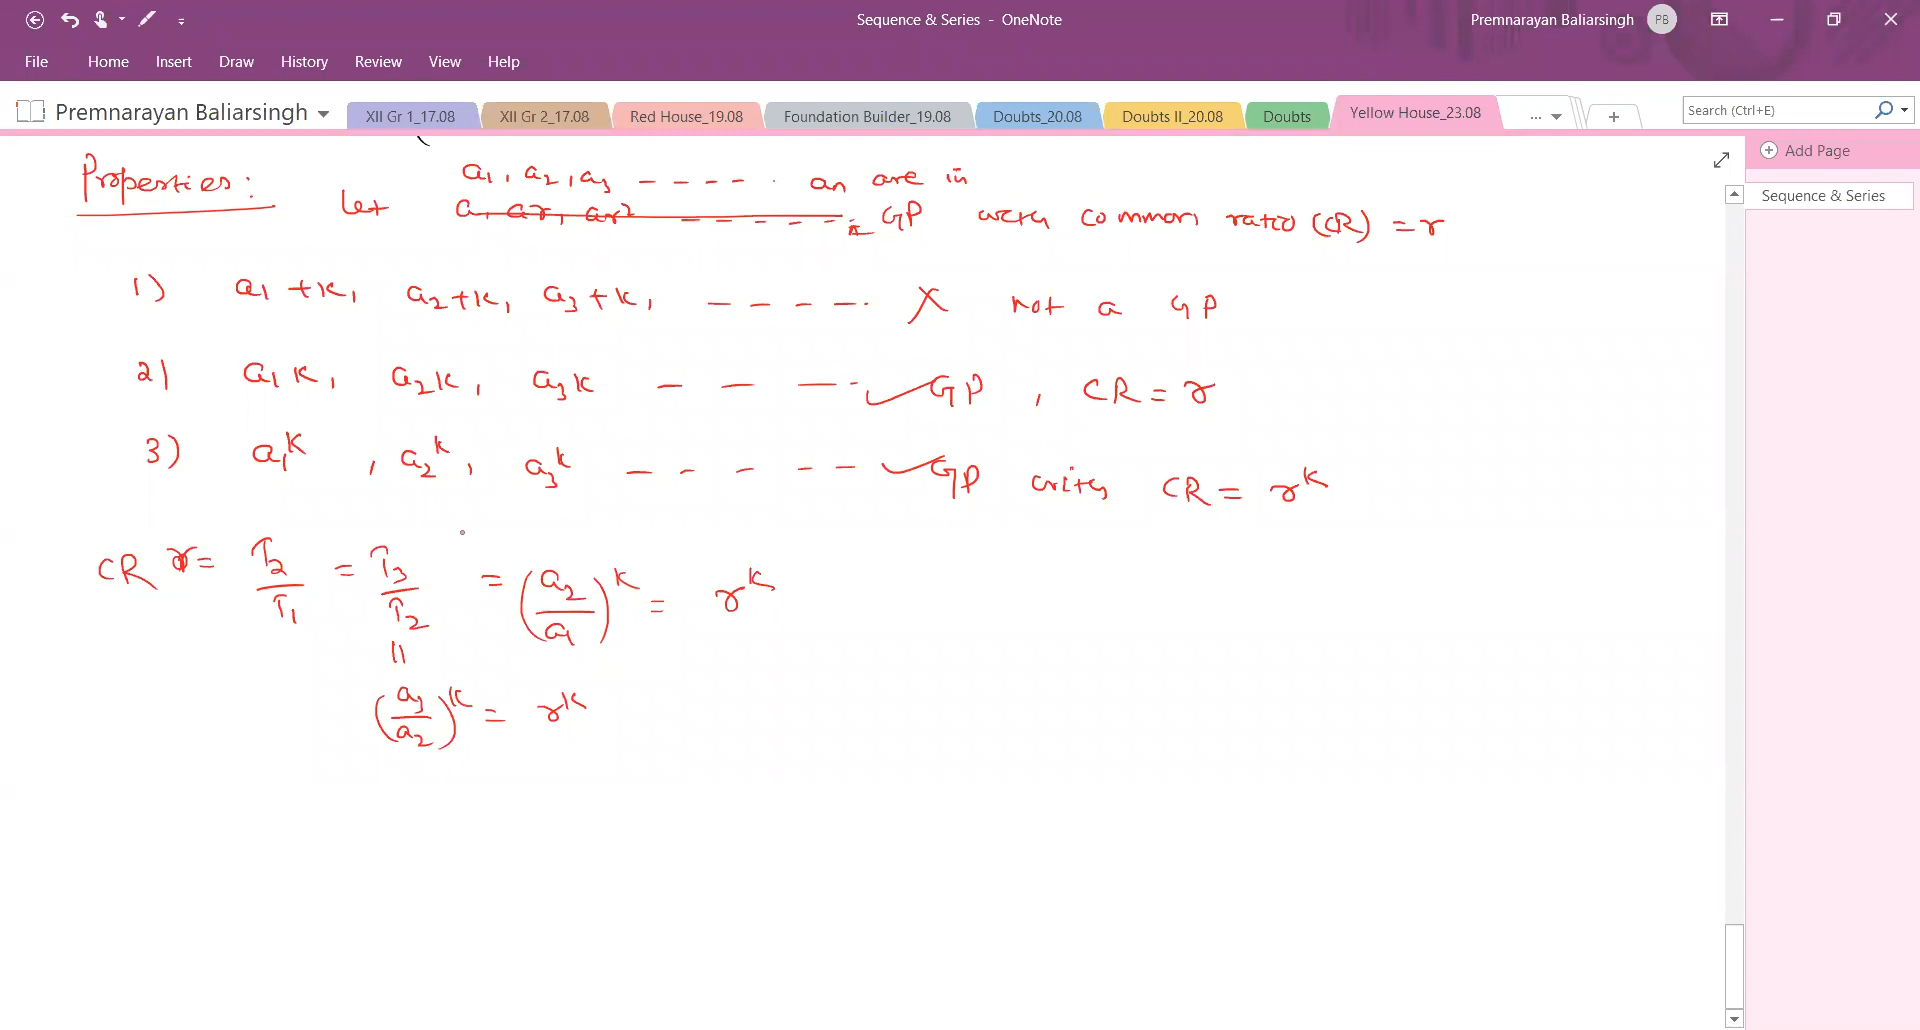 Sequence & Series - OneNote
Premnarayan Baliarsingh PB
File Home Insert Draw History Review View Help
Premnarayan Baliarsingh XII Gr 1_17.08 XII Gr 2_17.08 Red House_19.08 Foundation Builder_19.08 Doubts_20.08 Doubts II_20.08 Doubts Yellow House_23.08 ... + Search (Ctrl+E)
Add Page
Sequence & Series
Properties:
a₁, a₂, a₃ ---- . an are in
Let a, ar, ar² ------ GP with common ratio (CR) = r
1) a₁+k, a₂+k, a₃+k, ---- X not a GP
2) a₁k, a₂k, a₃k --- ✓ GP, CR = r
3) a₁ᵏ, a₂ᵏ, a₃ᵏ ----- ✓ GP with CR = rᵏ
CR r = T₂/T₁ = T₃/T₂ = (a₂/a₁)ᵏ = rᵏ
=
(a₃/a₂)ᵏ = rᵏ